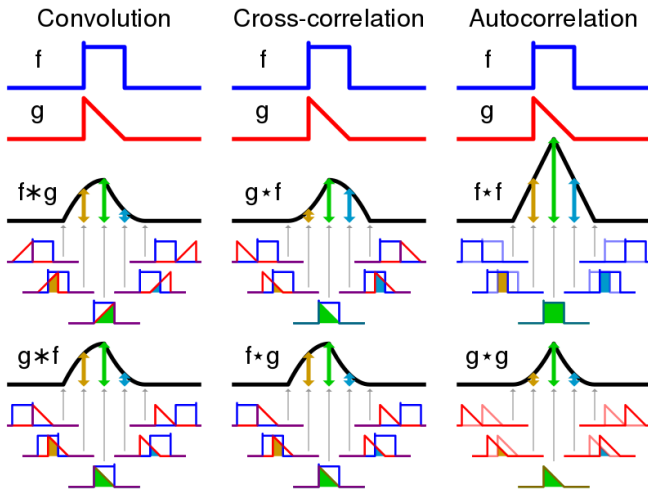 Convolution Cross-correlation Autocorrelation
f f f
g g g
f∗g g⋆f f⋆f
g∗f f⋆g g⋆g